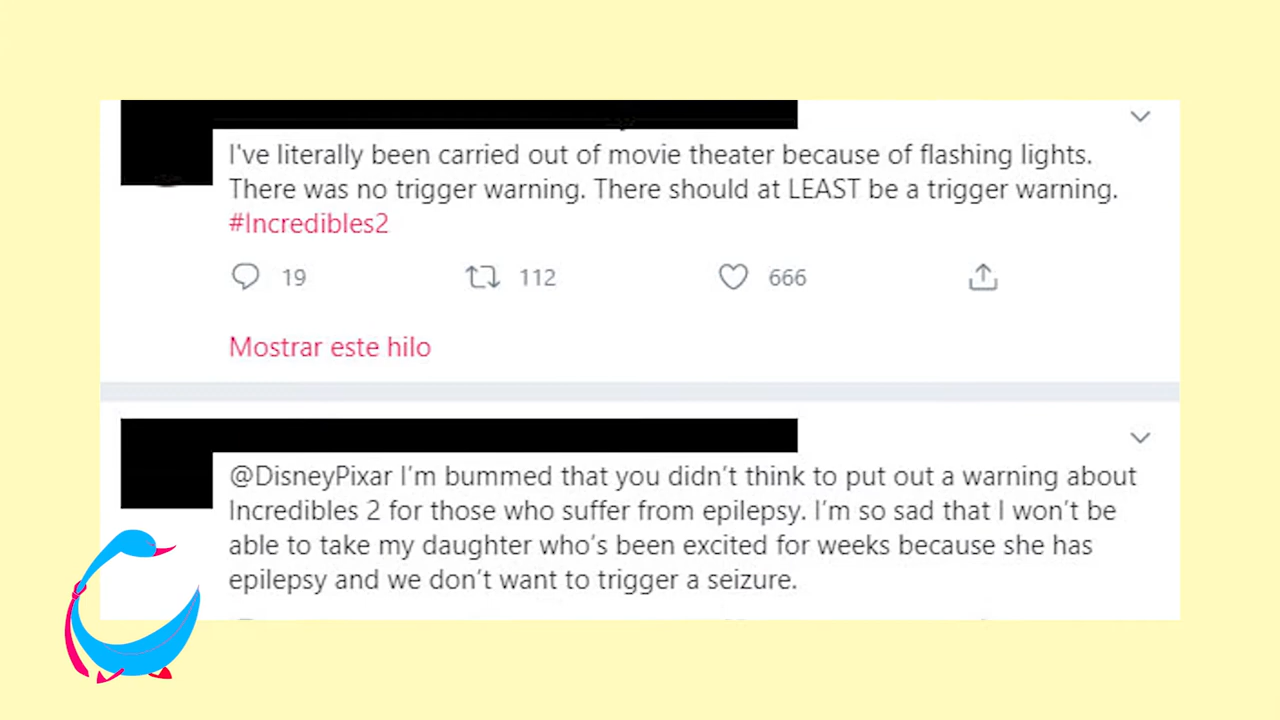 I've literally been carried out of movie theater because of flashing lights.
There was no trigger warning. There should at LEAST be a trigger warning.
#Incredibles2
19 112 666
Mostrar este hilo
@DisneyPixar I’m bummed that you didn’t think to put out a warning about
Incredibles 2 for those who suffer from epilepsy. I’m so sad that I won’t be
able to take my daughter who’s been excited for weeks because she has
epilepsy and we don’t want to trigger a seizure.